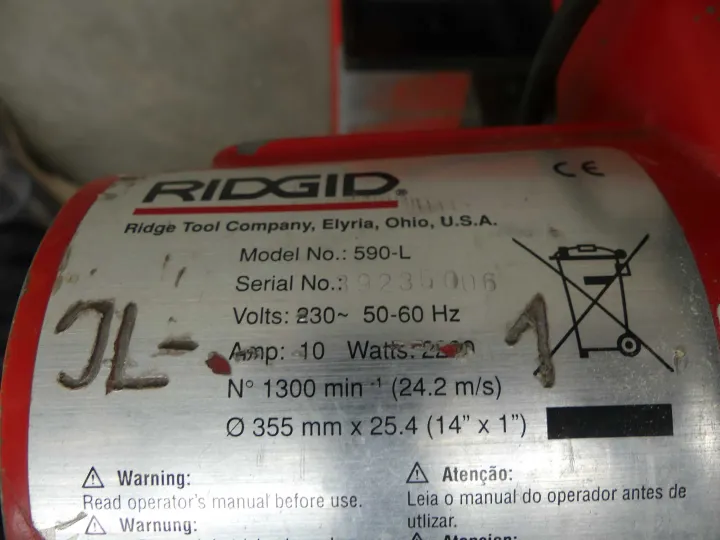 RIDGID®
Ridge Tool Company, Elyria, Ohio, U.S.A.
CE
Model No.: 590-L
Serial No.:
Volts: 230~ 50-60 Hz
JL-
1
Amp: 10 Watts:
N° 1300 min⁻¹ (24.2 m/s)
Ø 355 mm x 25.4 (14” x 1”)
Warning:
Read operator's manual before use.
Warnung:
Atenção:
Leia o manual do operador antes de
utlizar.